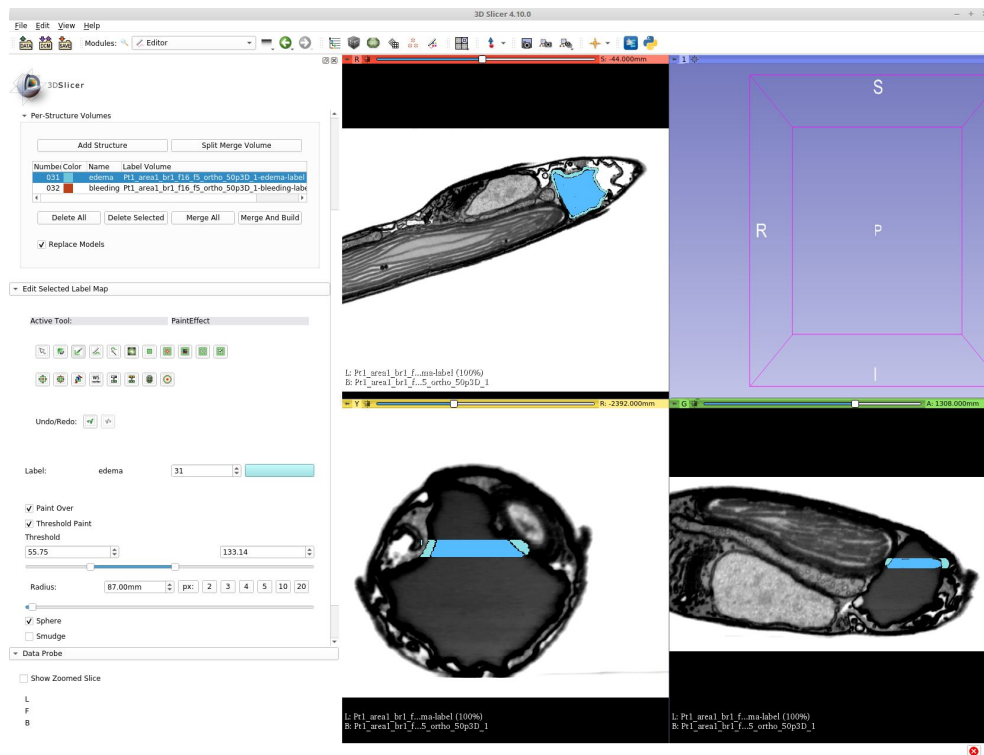 3D Slicer 4.10.0
File Edit View Help
DATA DCM SAVE Modules: Editor
3DSlicer
Per-Structure Volumes
Add Structure Split Merge Volume
Number Color Name Label Volume
031 edema Pt1_area1_br1_f16_f5_ortho_50p3D_1-edema-label
032 bleeding Pt1_area1_br1_f16_f5_ortho_50p3D_1-bleeding-labe
Delete All Delete Selected Merge All Merge And Build
Replace Models
Edit Selected Label Map
Active Tool: PaintEffect
Undo/Redo:
Label: edema 31
Paint Over
Threshold Paint
Threshold
55.75 133.14
Radius: 87.00mm px: 2 3 4 5 10 20
Sphere
Smudge
Data Probe
Show Zoomed Slice
L
F
B
R S: -44.000mm
L: Pt1_area1_br1_f...ma-label (100%)
B: Pt1_area1_br1_f...5_ortho_50p3D_1
1
S
R P
I
Y R: -2392.000mm
L: Pt1_area1_br1_f...ma-label (100%)
B: Pt1_area1_br1_f...5_ortho_50p3D_1
G A: 1308.000mm
L: Pt1_area1_br1_f...ma-label (100%)
B: Pt1_area1_br1_f...5_ortho_50p3D_1